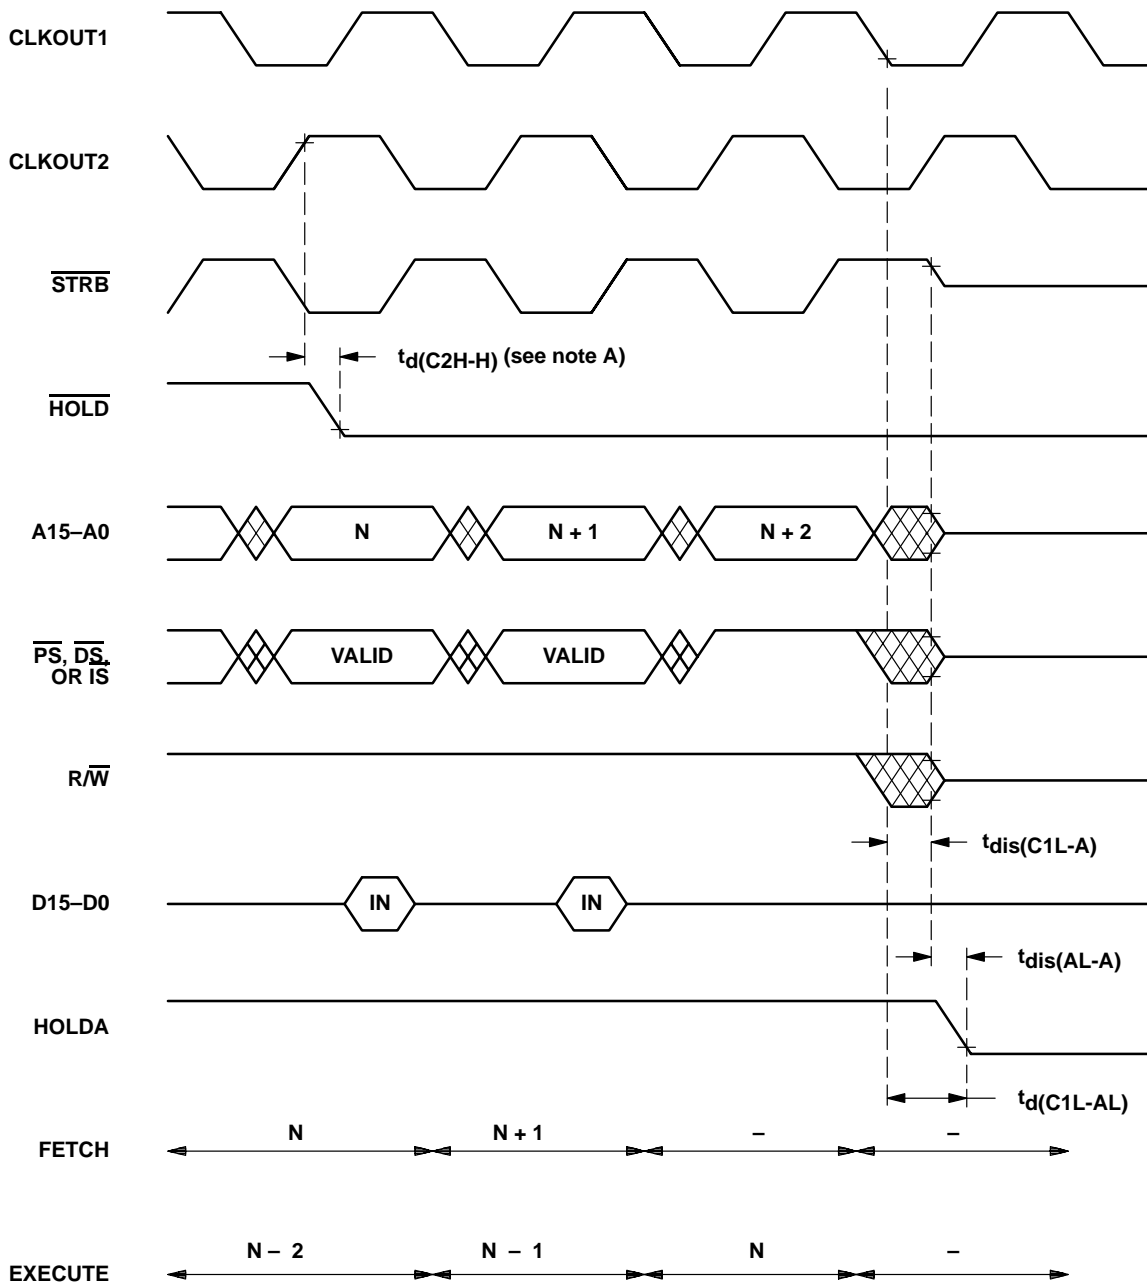 CLKOUT1
CLKOUT2
STRB
td(C2H-H) (see note A)
HOLD
A15–A0 N N + 1 N + 2
PS, DS,
OR IS
VALID VALID
R/W
tdis(C1L-A)
D15–D0 IN IN
tdis(AL-A)
HOLDA
td(C1L-AL)
FETCH N N + 1 – –
EXECUTE N – 2 N – 1 N –